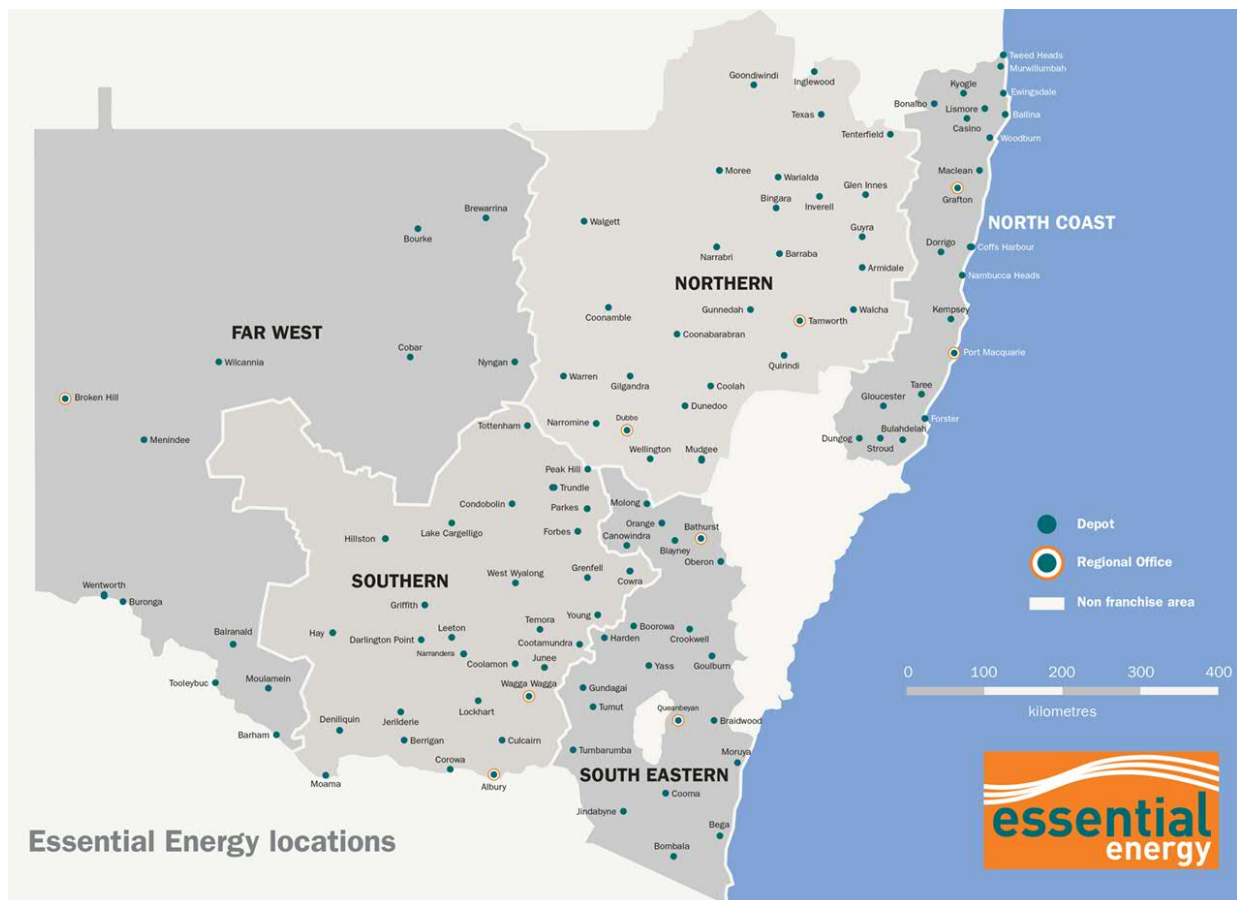 Tweed Heads
Murwillumbah
Goondiwindi
Inglewood
Kyogle
Ewingsdale
Bonalbo
Lismore
Texas
Ballina
Casino
Tenterfield
Woodburn
Moree
Maclean
Warialda
Glen Innes
Bingara
Inverell
Grafton
Brewarrina
Walgett
NORTH COAST
Bourke
Guyra
Dorrigo
Coffs Harbour
Narrabri
Barraba
Armidale
Nambucca Heads
NORTHERN
Coonamble
Gunnedah
Walcha
Tamworth
Kempsey
FAR WEST
Coonabarabran
Cobar
Port Macquarie
Wilcannia
Nyngan
Quirindi
Warren
Gilgandra
Coolah
Taree
Broken Hill
Gloucester
Dunedoo
Dubbo
Forster
Narromine
Tottenham
Bulahdelah
Menindee
Dungog
Stroud
Wellington
Mudgee
Peak Hill
Trundle
Condobolin
Molong
Parkes
Orange
Bathurst
Depot
Lake Cargelligo
Forbes
Canowindra
Hillston
Blayney
Oberon
Regional Office
Grenfell
SOUTHERN
West Wyalong
Cowra
Wentworth
Buronga
Non franchise area
Griffith
Young
Temora
Boorowa
Hay
Leeton
Crookwell
Balranald
Darlington Point
Cootamundra
Harden
Narrandera
Junee
Coolamon
Yass
Goulburn
0 100 200 300 400
kilometres
Tooleybuc
Moulamein
Wagga Wagga
Gundagai
Lockhart
Tumut
Queanbeyan
Deniliquin
Jerilderie
Braidwood
Barham
Berrigan
Culcairn
Tumbarumba
Moruya
Corowa
SOUTH EASTERN
Moama
Albury
Cooma
Jindabyne
Bega
Bombala
Essential Energy locations
essential
energy